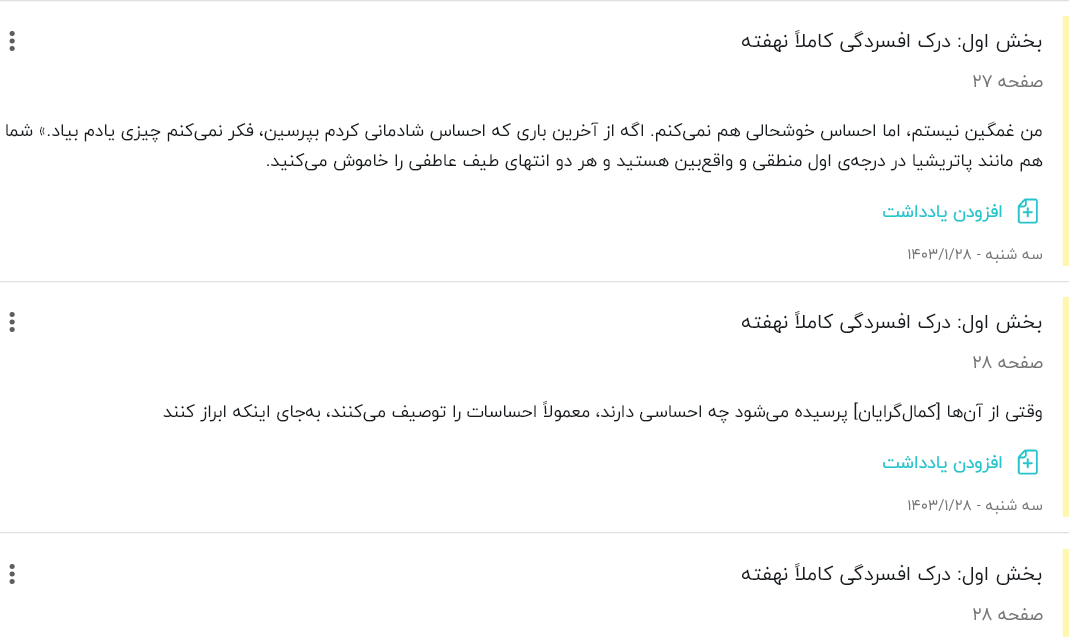 بخش اول: درک افسردگی کاملاً نهفته
صفحه ۲۷
من غمگین نیستم، اما احساس خوشحالی هم نمی‌کنم. اگه از آخرین باری که احساس شادمانی کردم بپرسین، فکر نمی‌کنم چیزی یادم بیاد.» شما
هم مانند پاتریشیا در درجه‌ی اول منطقی و واقع‌بین هستید و هر دو انتهای طیف عاطفی را خاموش می‌کنید.
افزودن یادداشت
سه شنبه - ۱۴۰۳/۱/۲۸
بخش اول: درک افسردگی کاملاً نهفته
صفحه ۲۸
وقتی از آن‌ها [کمال‌گرایان] پرسیده می‌شود چه احساسی دارند، معمولاً احساسات را توصیف می‌کنند، به‌جای اینکه ابراز کنند
افزودن یادداشت
سه شنبه - ۱۴۰۳/۱/۲۸
بخش اول: درک افسردگی کاملاً نهفته
صفحه ۲۸